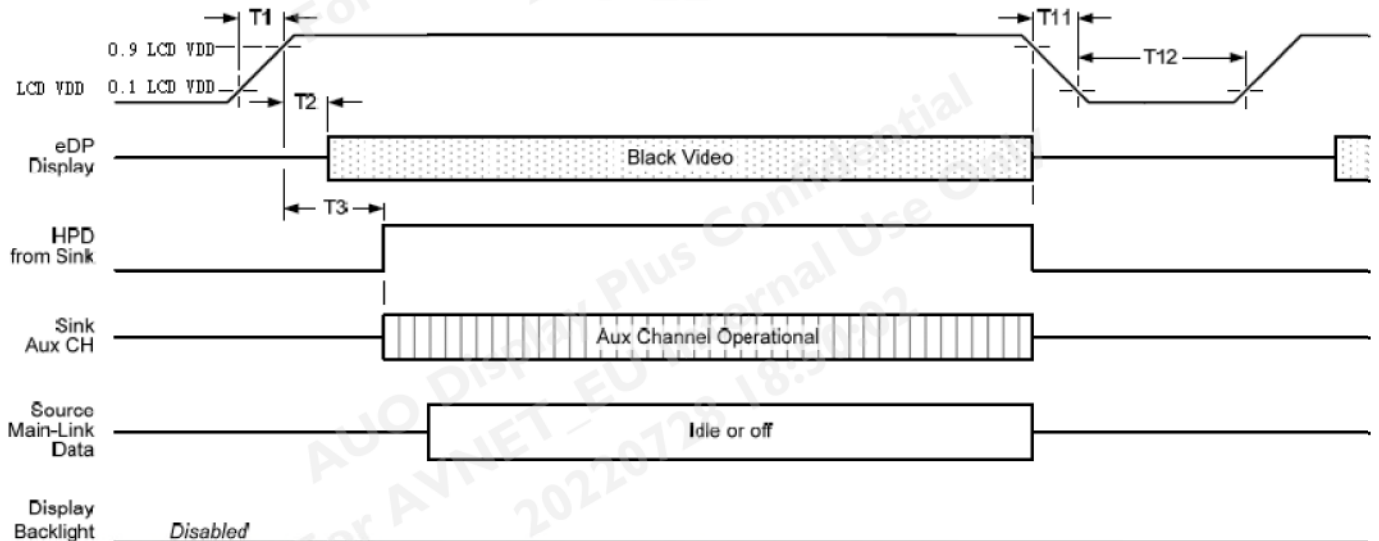 T1
T11
0.9 LCD VDD
T12
LCD VDD
0.1 LCD VDD
T2
eDP
Display
Black Video
T3
HPD
from Sink
Sink
Aux CH
Aux Channel Operational
Source
Main-Link
Data
Idle or off
Display
Backlight
Disabled
AUO Display Plus Confidential
For AVNET_EU Internal Use Only
20220728 18:30:02